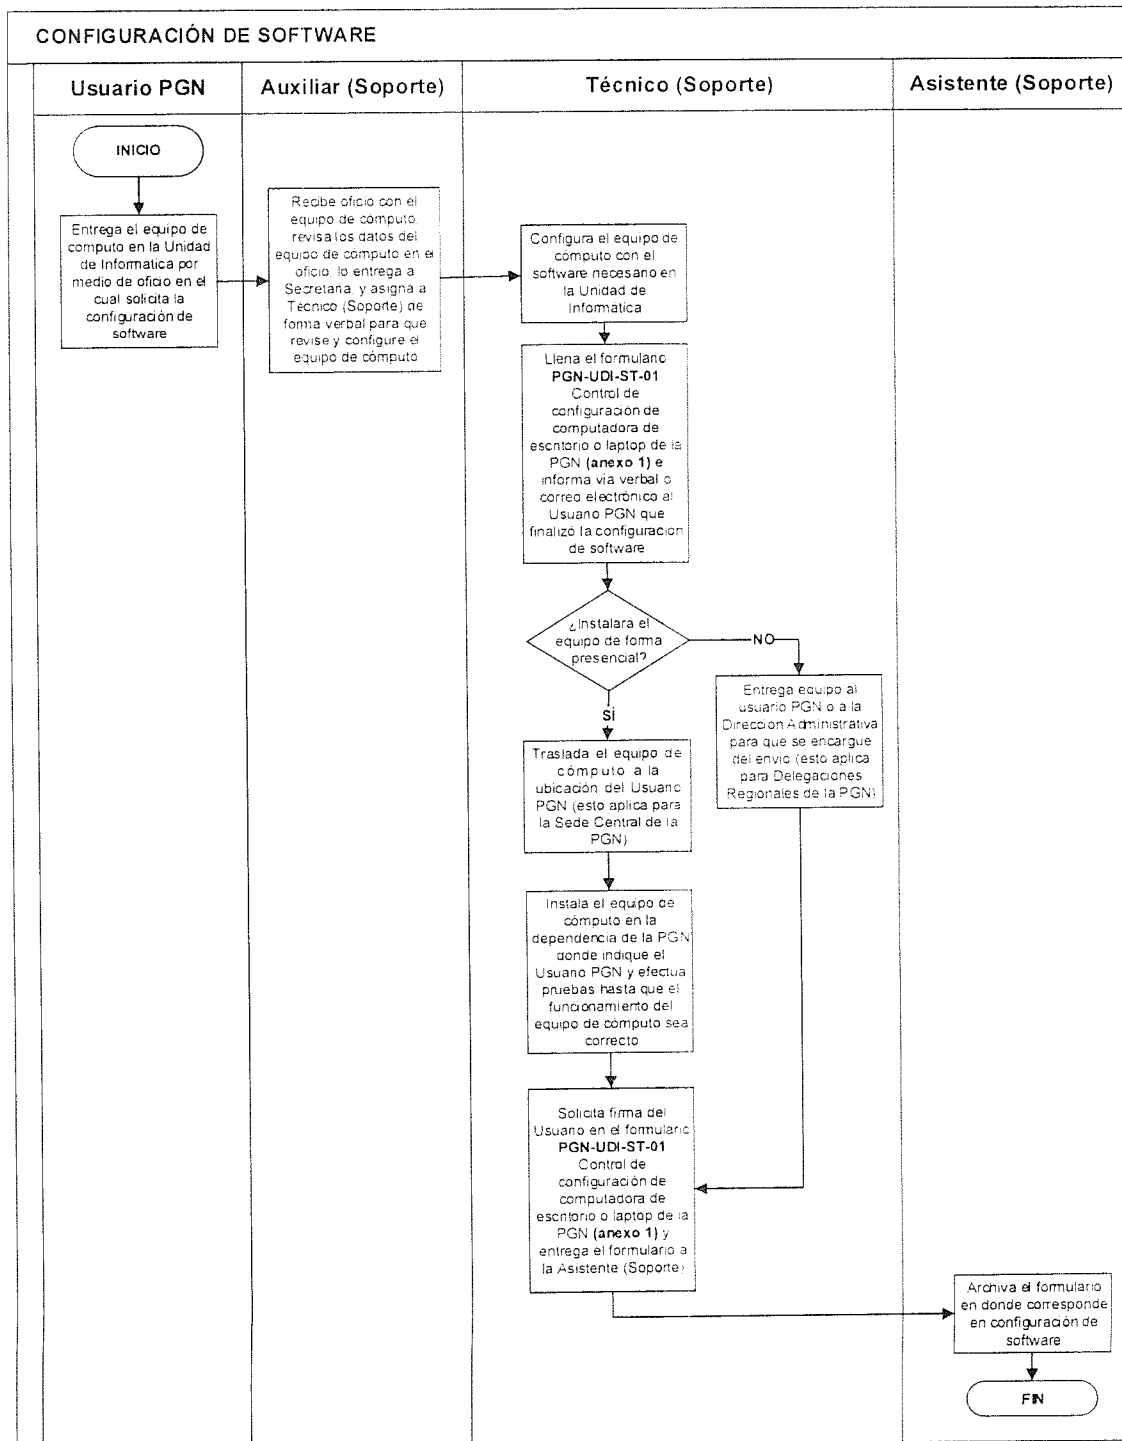 CONFIGURACIÓN DE SOFTWARE
Usuario PGN
Auxiliar (Soporte)
Técnico (Soporte)
Asistente (Soporte)
INICIO
Entrega el equipo de
computo en la Unidad
de Informatica por
medio de oficio en el
cual solicita la
configuración de
software
Recibe oficio con el
equipo de cómputo,
revisa los datos del
equipo de cómputo en el
oficio, lo entrega a
Secretaria, y asigna a
Técnico (Soporte) de
forma verbal para que
revise y configure el
equipo de cómputo
Configura el equipo de
cómputo con el
software necesario en
la Unidad de
Informática
Llena el formulario
PGN-UDI-ST-01
Control de
configuración de
computadora de
escritorio o laptop de la
PGN (anexo 1) e
informa via verbal o
correo electrónico al
Usuario PGN que
finalizó la configuracion
de software
¿Instalara el
equipo de forma
presencial?
NO
SÍ
Entrega equipo al
usuario PGN o a la
Direccion Administrativa
para que se encargue
del envio (esto aplica
para Delegaciones
Regionales de la PGN)
Traslada el equipo de
cómputo a la
ubicación del Usuario
PGN (esto aplica para
la Sede Central de la
PGN)
Instala el equipo de
cómputo en la
dependencia de la PGN
donde indique el
Usuario PGN y efectua
pruebas hasta que el
funcionamiento del
equipo de cómputo sea
correcto
Solicita firma del
Usuario en el formulario
PGN-UDI-ST-01
Control de
configuración de
computadora de
escritorio o laptop de la
PGN (anexo 1) y
entrega el formulario a
la Asistente (Soporte)
Archiva el formulario
en donde corresponde
en configuración de
software
FIN